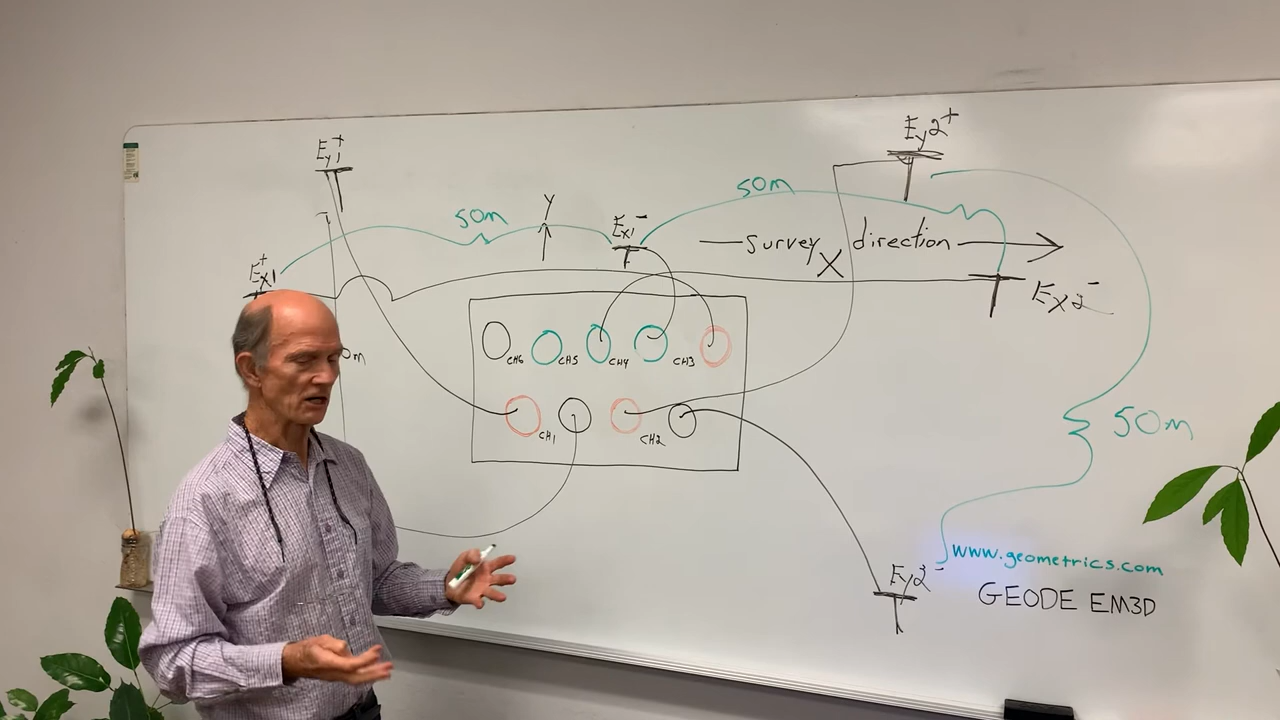 Ey1+
Ey2+
50m
50m
Y
Ex1-
survey direction
X
Ex1+
Ex2-
CH6
CH5
CH4
CH3
CH1
CH2
50m
Ey2-
www.geometrics.com
GEODE EM3D